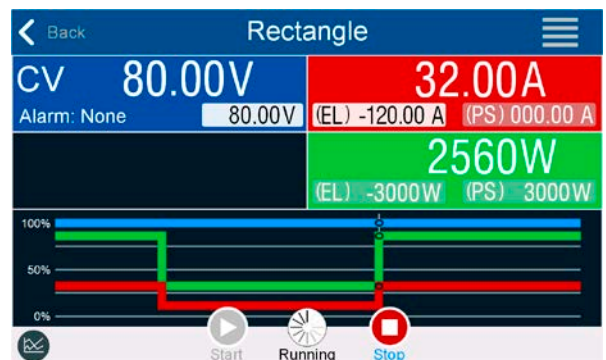 Back Rectangle
CV 80.00V 32.00A
Alarm: None 80.00V (EL) -120.00 A (PS) 000.00 A
2560W
(EL) -3000W (PS) 3000W
100%
50%
0%
Start Running Stop